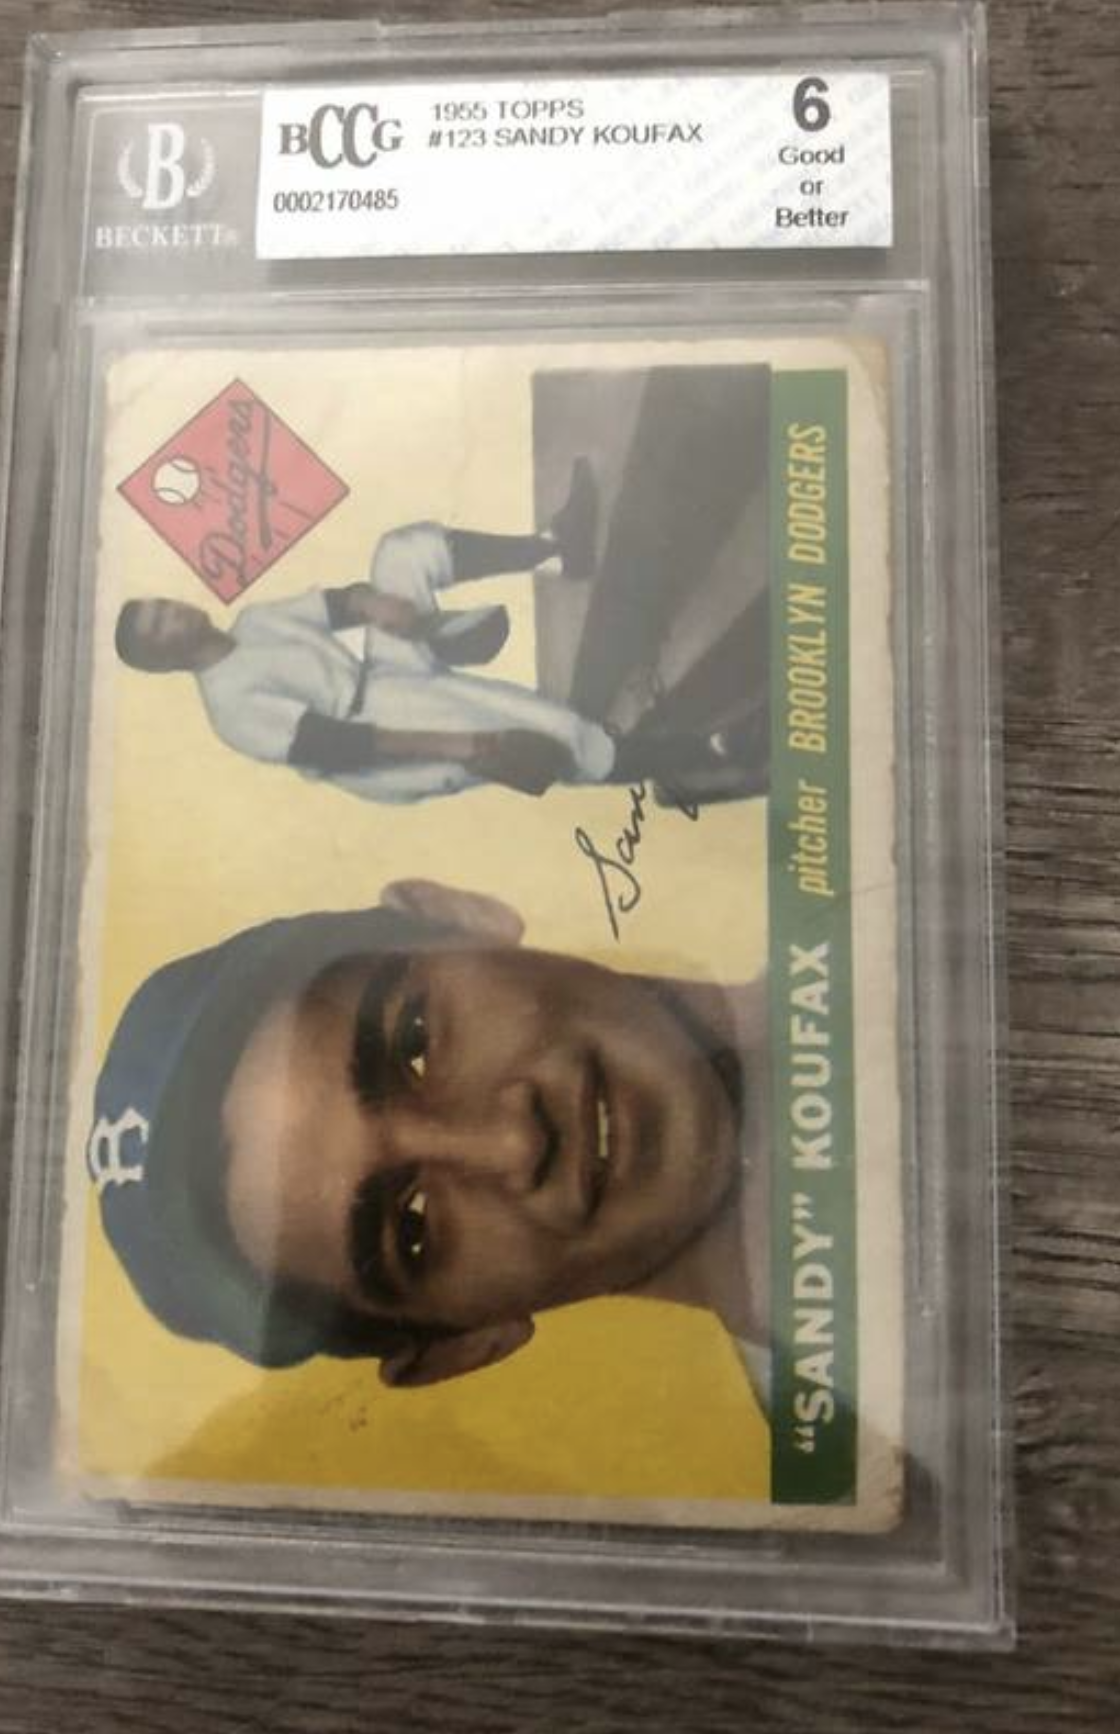 B
BECKETT
BCCG
0002170485
1955 TOPPS
#123 SANDY KOUFAX
6
Good
or
Better
Dodgers
B
"SANDY" KOUFAX pitcher BROOKLYN DODGERS